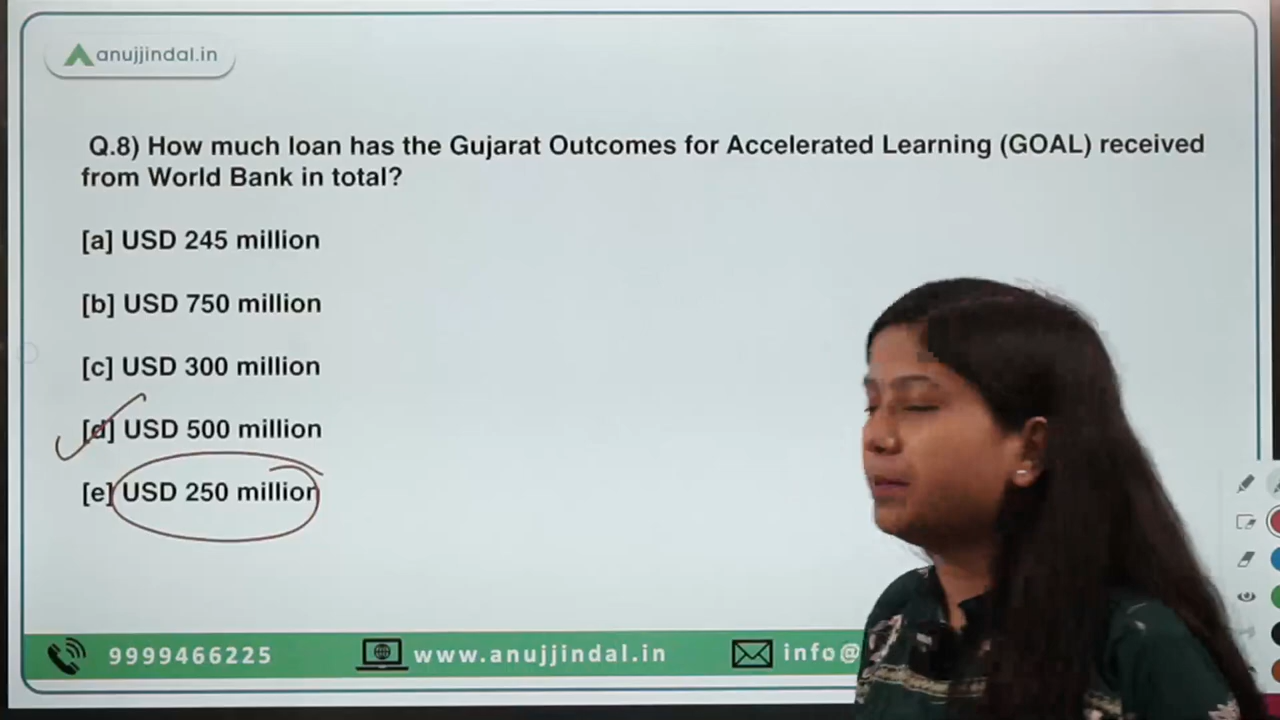 anujjindal.in
Q.8) How much loan has the Gujarat Outcomes for Accelerated Learning (GOAL) received
from World Bank in total?
[a] USD 245 million
[b] USD 750 million
[c] USD 300 million
[d] USD 500 million
[e] USD 250 million
9999466225
www.anujjindal.in
info@